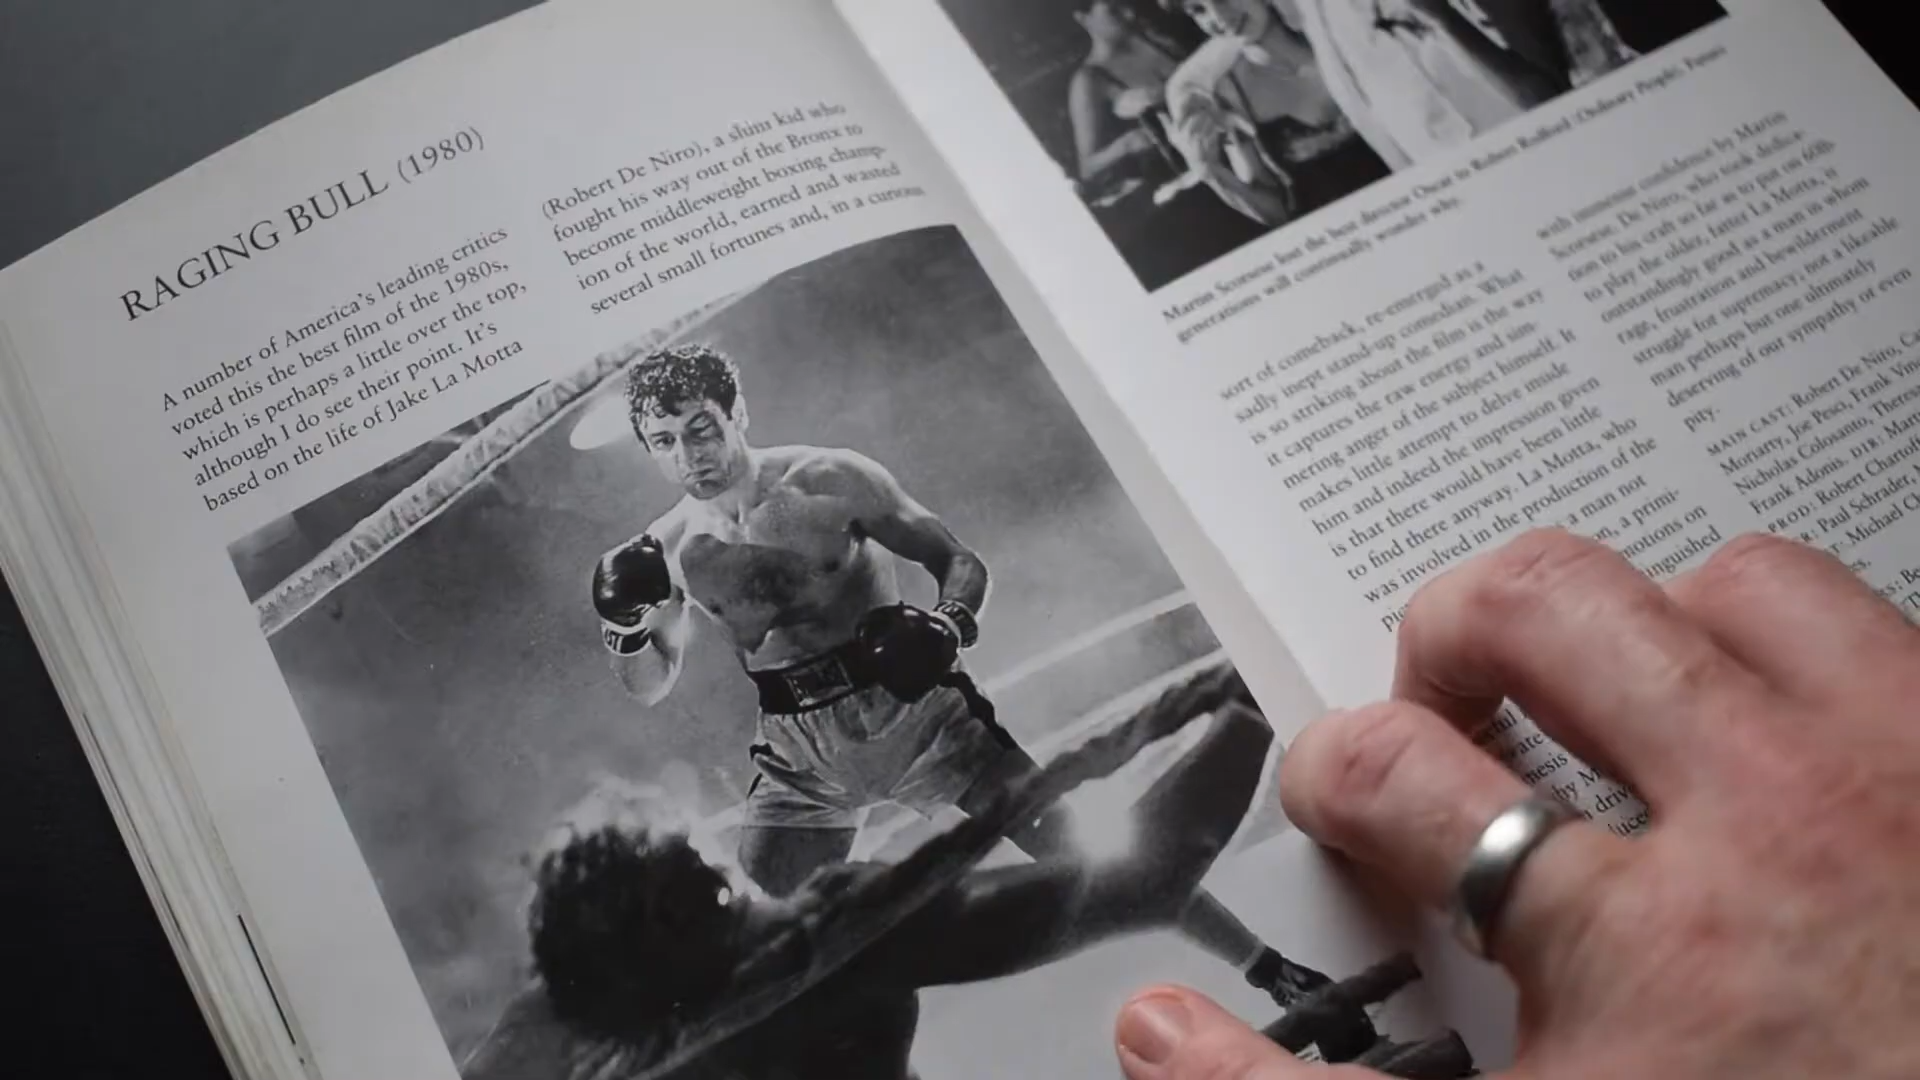 RAGING BULL (1980)
A number of America's leading critics
voted this the best film of the 1980s,
which is perhaps a little over the top,
although I do see their point. It's
based on the life of Jake La Motta
(Robert De Niro), a slum kid who
fought his way out of the Bronx to
become middleweight boxing champ-
ion of the world, earned and wasted
several small fortunes and, in a curious
Martin Scorsese lost the best director Oscar to Robert Redford (Ordinary People). Future
generations will continually wonder why.
sort of comeback, re-emerged as a
sadly inept stand-up comedian. What
is so striking about the film is the way
it captures the raw energy and sim-
mering anger of the subject himself. It
makes little attempt to delve inside
him and indeed the impression given
is that there would have been little
to find there anyway. La Motta, who
was involved in the production of the
a man not
a primi-
motions on
with immense confidence by Martin
Scorsese. De Niro, who took dedica-
tion to his craft so far as to put on 60lb
to play the older, fatter La Motta, is
outstandingly good as a man in whom
rage, frustration and bewilderment
struggle for supremacy, not a likeable
man perhaps but one ultimately
deserving of our sympathy or even
pity.
MAIN CAST: Robert De Niro,
Moriarty, Joe Pesci, Frank
Nicholas Colosanto,
Frank Adonis. DIR:
PROD: Robert
Paul Schrader,
Michael